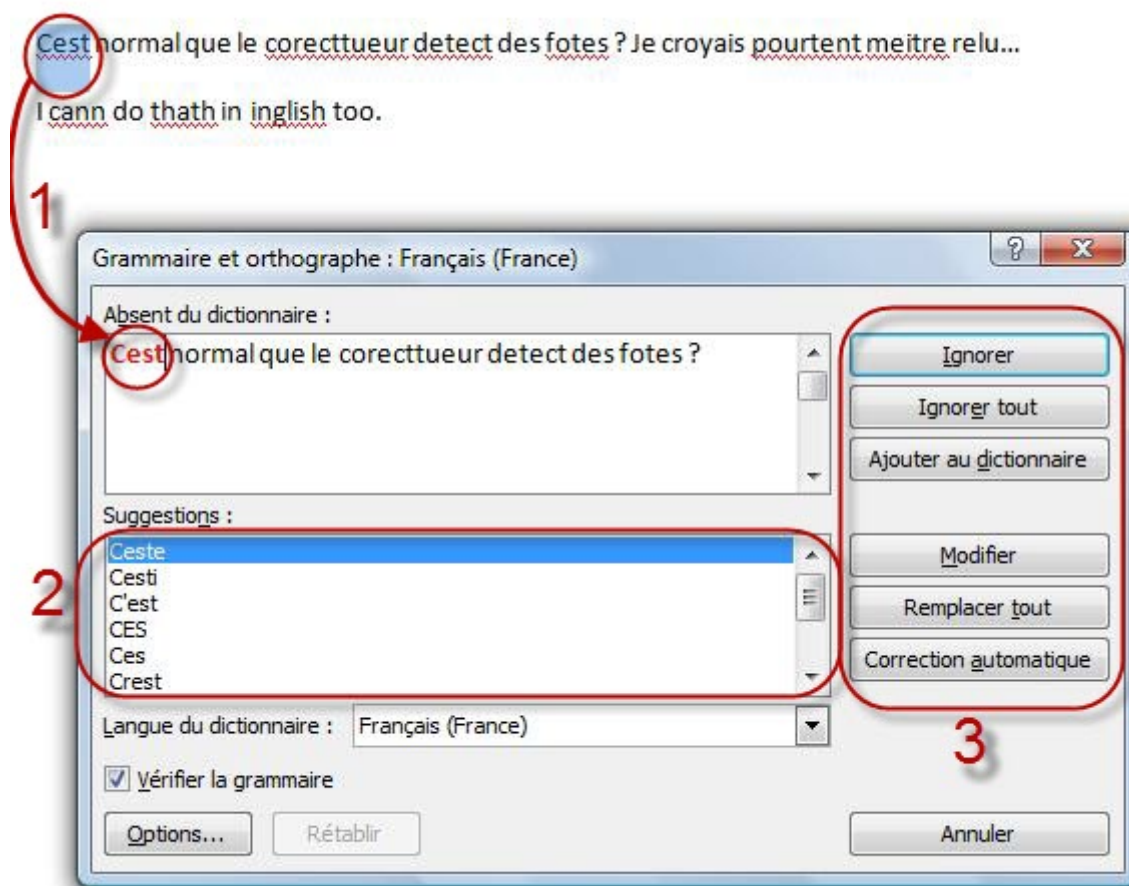 Cest normal que le corecttueur detect des fotes ? Je croyais pourtent meitre relu...
I cann do thath in inglish too.
1
Grammaire et orthographe : Français (France)
?
X
Absent du dictionnaire :
Cest normal que le corecttueur detect des fotes ?
Ignorer
Ignorer tout
Ajouter au dictionnaire
Suggestions :
2
Ceste
Cesti
C'est
CES
Ces
Crest
Modifier
Remplacer tout
Correction automatique
3
Langue du dictionnaire : Français (France)
Vérifier la grammaire
Options... Rétablir Annuler